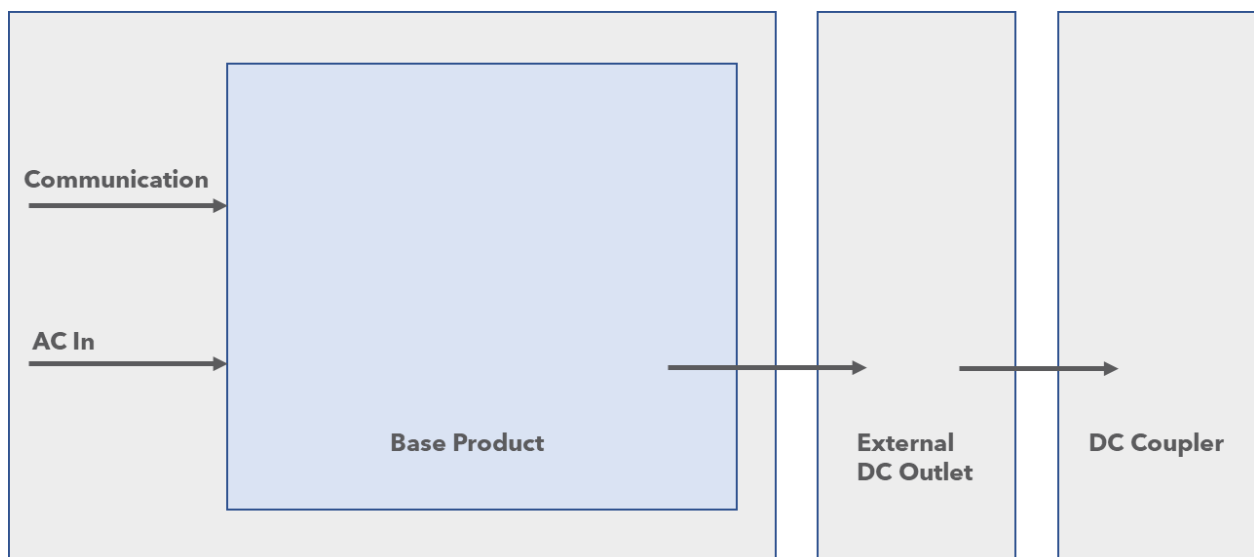 Communication
AC In
Base Product
External
DC Outlet
DC Coupler